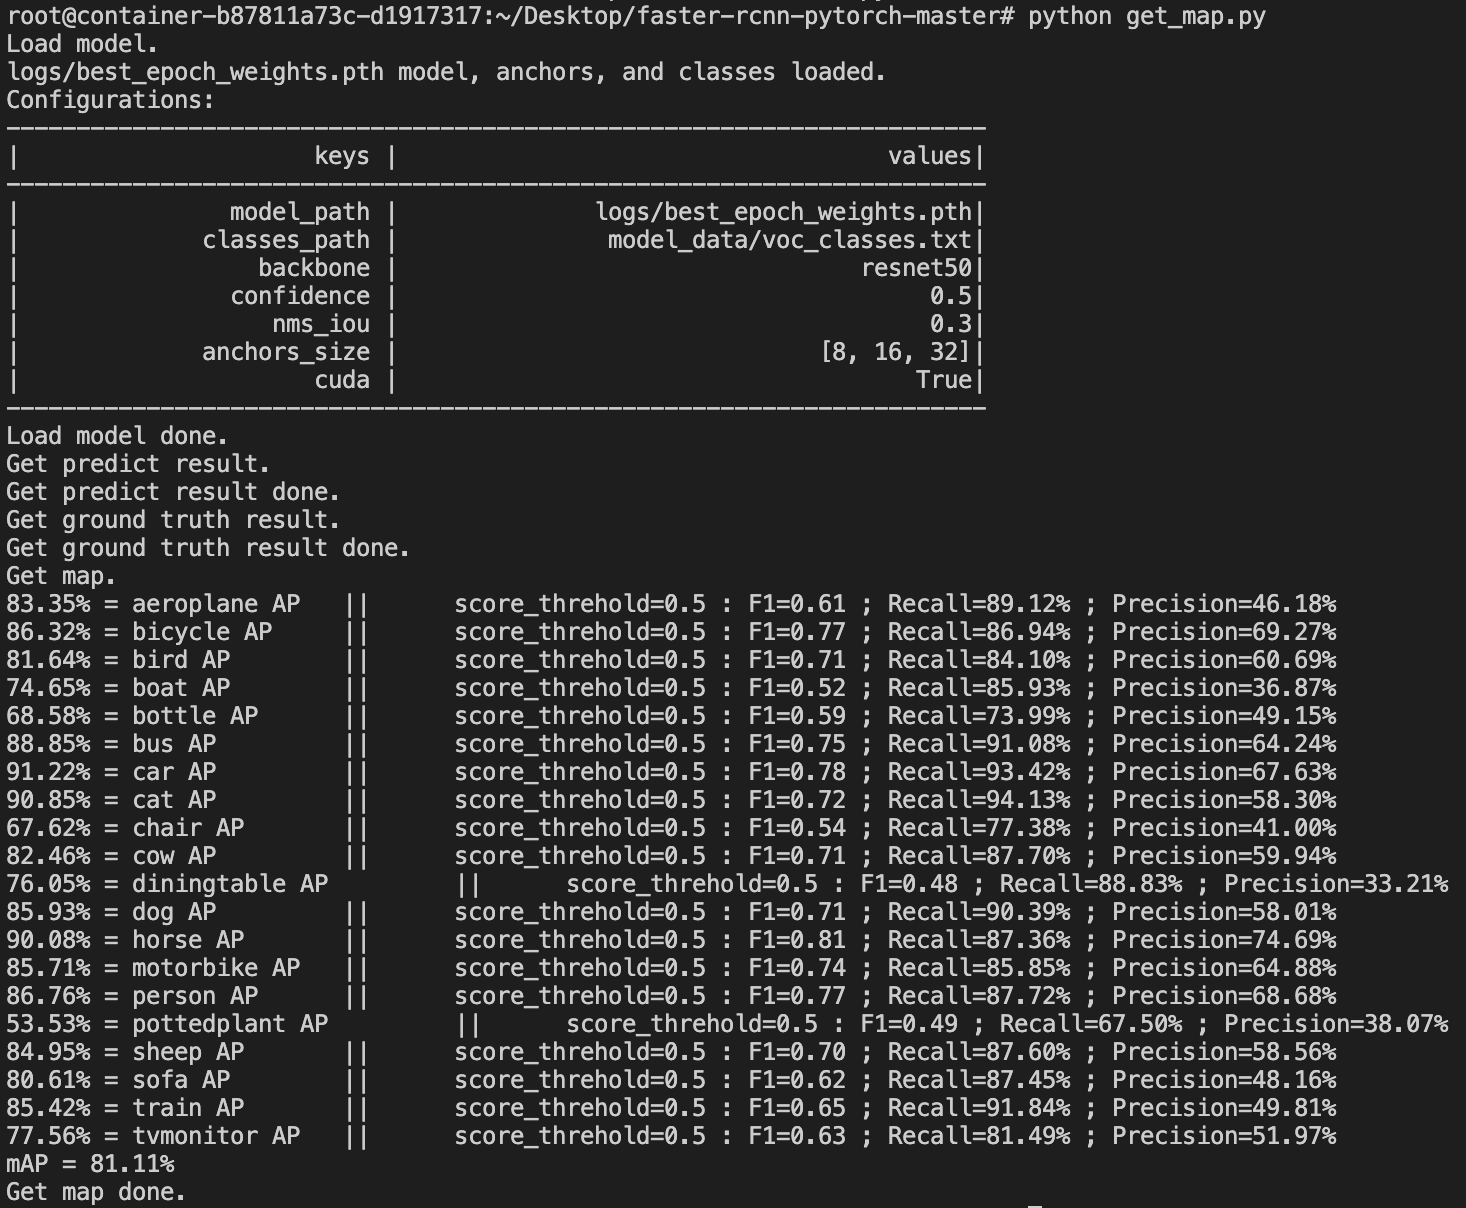 root@container-b87811a73c-d1917317:~/Desktop/faster-rcnn-pytorch-master# python get_map.py
Load model.
logs/best_epoch_weights.pth model, anchors, and classes loaded.
Configurations:
----------------------------------------------------------------------
|                     keys |                                   values|
----------------------------------------------------------------------
|               model_path |              logs/best_epoch_weights.pth|
|             classes_path |               model_data/voc_classes.txt|
|                 backbone |                                 resnet50|
|               confidence |                                      0.5|
|                  nms_iou |                                      0.3|
|             anchors_size |                              [8, 16, 32]|
|                     cuda |                                     True|
----------------------------------------------------------------------
Load model done.
Get predict result.
Get predict result done.
Get ground truth result.
Get ground truth result done.
Get map.
83.35% = aeroplane AP   ||      score_threhold=0.5 : F1=0.61 ; Recall=89.12% ; Precision=46.18%
86.32% = bicycle AP     ||      score_threhold=0.5 : F1=0.77 ; Recall=86.94% ; Precision=69.27%
81.64% = bird AP        ||      score_threhold=0.5 : F1=0.71 ; Recall=84.10% ; Precision=60.69%
74.65% = boat AP        ||      score_threhold=0.5 : F1=0.52 ; Recall=85.93% ; Precision=36.87%
68.58% = bottle AP      ||      score_threhold=0.5 : F1=0.59 ; Recall=73.99% ; Precision=49.15%
88.85% = bus AP         ||      score_threhold=0.5 : F1=0.75 ; Recall=91.08% ; Precision=64.24%
91.22% = car AP         ||      score_threhold=0.5 : F1=0.78 ; Recall=93.42% ; Precision=67.63%
90.85% = cat AP         ||      score_threhold=0.5 : F1=0.72 ; Recall=94.13% ; Precision=58.30%
67.62% = chair AP       ||      score_threhold=0.5 : F1=0.54 ; Recall=77.38% ; Precision=41.00%
82.46% = cow AP         ||      score_threhold=0.5 : F1=0.71 ; Recall=87.70% ; Precision=59.94%
76.05% = diningtable AP         ||      score_threhold=0.5 : F1=0.48 ; Recall=88.83% ; Precision=33.21%
85.93% = dog AP         ||      score_threhold=0.5 : F1=0.71 ; Recall=90.39% ; Precision=58.01%
90.08% = horse AP       ||      score_threhold=0.5 : F1=0.81 ; Recall=87.36% ; Precision=74.69%
85.71% = motorbike AP   ||      score_threhold=0.5 : F1=0.74 ; Recall=85.85% ; Precision=64.88%
86.76% = person AP      ||      score_threhold=0.5 : F1=0.77 ; Recall=87.72% ; Precision=68.68%
53.53% = pottedplant AP         ||      score_threhold=0.5 : F1=0.49 ; Recall=67.50% ; Precision=38.07%
84.95% = sheep AP       ||      score_threhold=0.5 : F1=0.70 ; Recall=87.60% ; Precision=58.56%
80.61% = sofa AP        ||      score_threhold=0.5 : F1=0.62 ; Recall=87.45% ; Precision=48.16%
85.42% = train AP       ||      score_threhold=0.5 : F1=0.65 ; Recall=91.84% ; Precision=49.81%
77.56% = tvmonitor AP   ||      score_threhold=0.5 : F1=0.63 ; Recall=81.49% ; Precision=51.97%
mAP = 81.11%
Get map done.